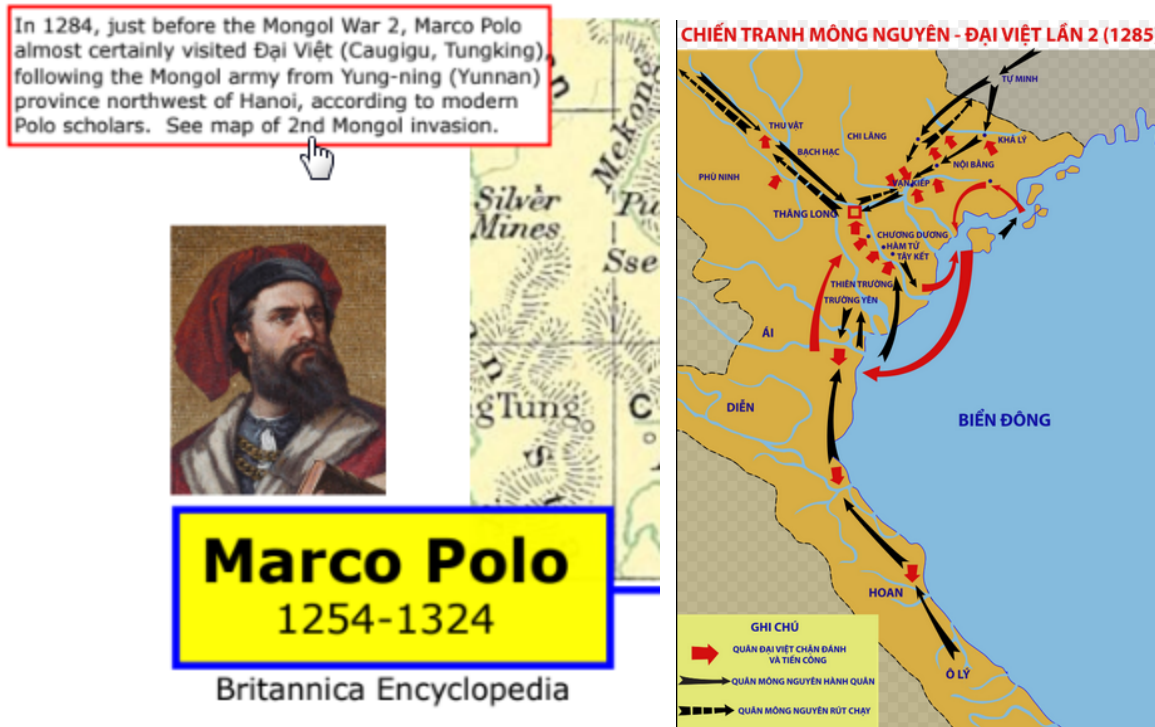 In 1284, just before the Mongol War 2, Marco Polo
almost certainly visited Đại Việt (Caugigu, Tungking),
following the Mongol army from Yung-ning (Yunnan)
province northwest of Hanoi, according to modern
Polo scholars. See map of 2nd Mongol invasion.
Mekong
Silver
Mines
Sse
gTung
C
Marco Polo
1254-1324
Britannica Encyclopedia
CHIẾN TRANH MÔNG NGUYÊN - ĐẠI VIỆT LẦN 2 (1285
TƯ MINH
THU VẬT
CHI LĂNG
KHẢ LÝ
BẠCH HẠC
NỘI BÀNG
PHÙ NINH
VẠN KIẾP
THĂNG LONG
CHƯƠNG DƯƠNG
HÀM TỬ
TÂY KẾT
THIÊN TRƯỜNG
TRƯỜNG YÊN
ÁI
DIỄN
BIỂN ĐÔNG
HOAN
Ô LÝ
GHI CHÚ
QUÂN ĐẠI VIỆT CHẶN ĐÁNH
VÀ TIẾN CÔNG
QUÂN MÔNG NGUYÊN HÀNH QUÂN
QUÂN MÔNG NGUYÊN RÚT CHẠY